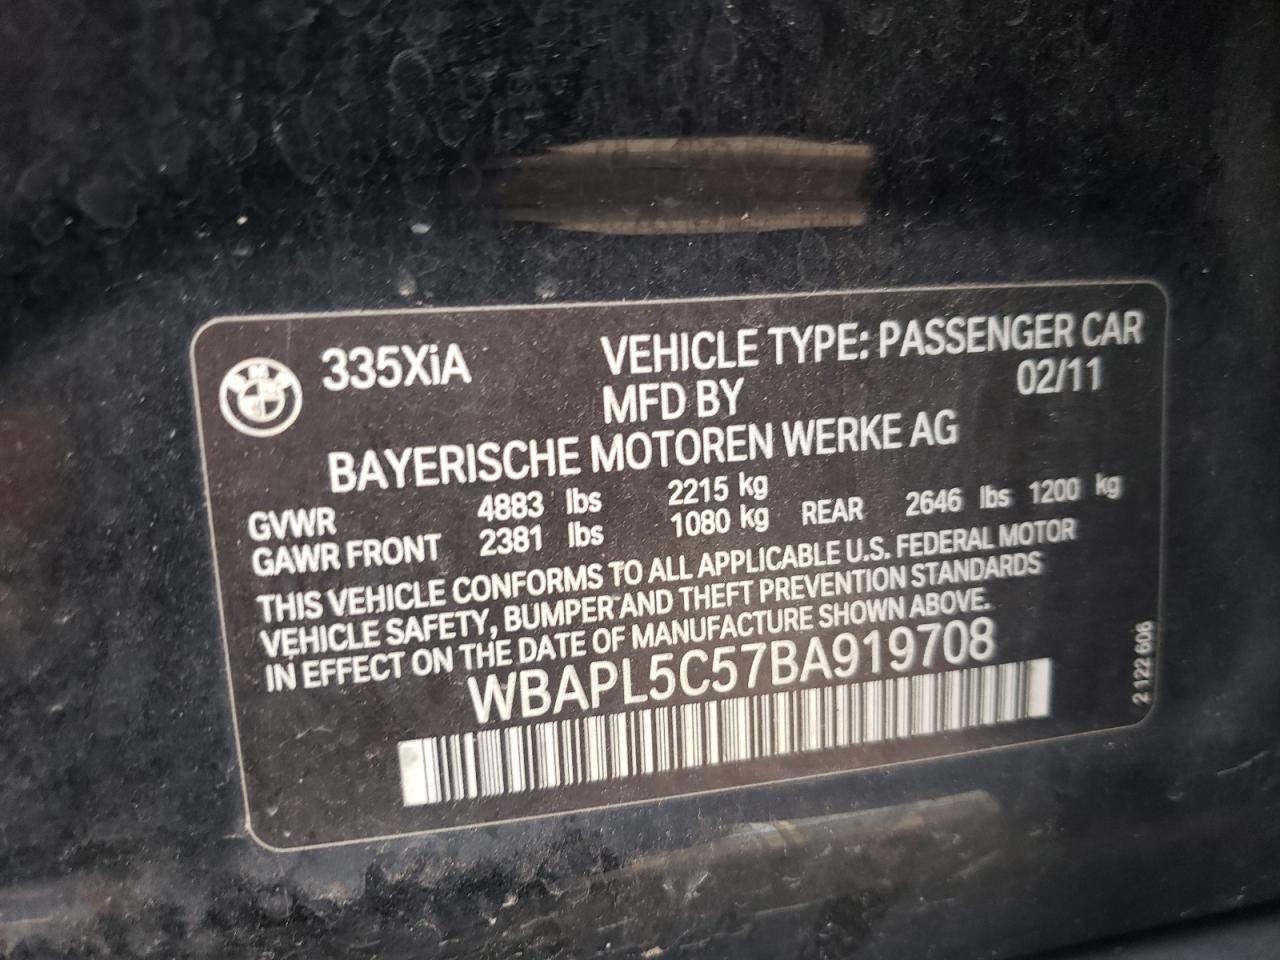 BMW 335XiA VEHICLE TYPE: PASSENGER CAR
MFD BY 02/11
BAYERISCHE MOTOREN WERKE AG
GVWR 4883 lbs 2215 kg
GAWR FRONT 2381 lbs 1080 kg REAR 2646 lbs 1200 kg
THIS VEHICLE CONFORMS TO ALL APPLICABLE U.S. FEDERAL MOTOR
VEHICLE SAFETY, BUMPER AND THEFT PREVENTION STANDARDS
IN EFFECT ON THE DATE OF MANUFACTURE SHOWN ABOVE.
WBAPL5C57BA919708
2 122 606